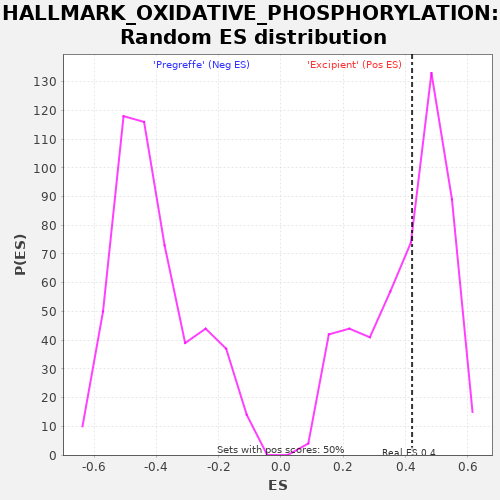 HALLMARK_OXIDATIVE_PHOSPHORYLATION:
Random ES distribution
'Pregreffe' (Neg ES)
'Excipient' (Pos ES)
130
120
110
100
90
80
70
60
50
40
30
20
10
0
P(ES)
Sets with pos scores: 50%
Real ES 0.4
-0.6
-0.4
-0.2
0.0
0.2
0.4
0.6
ES